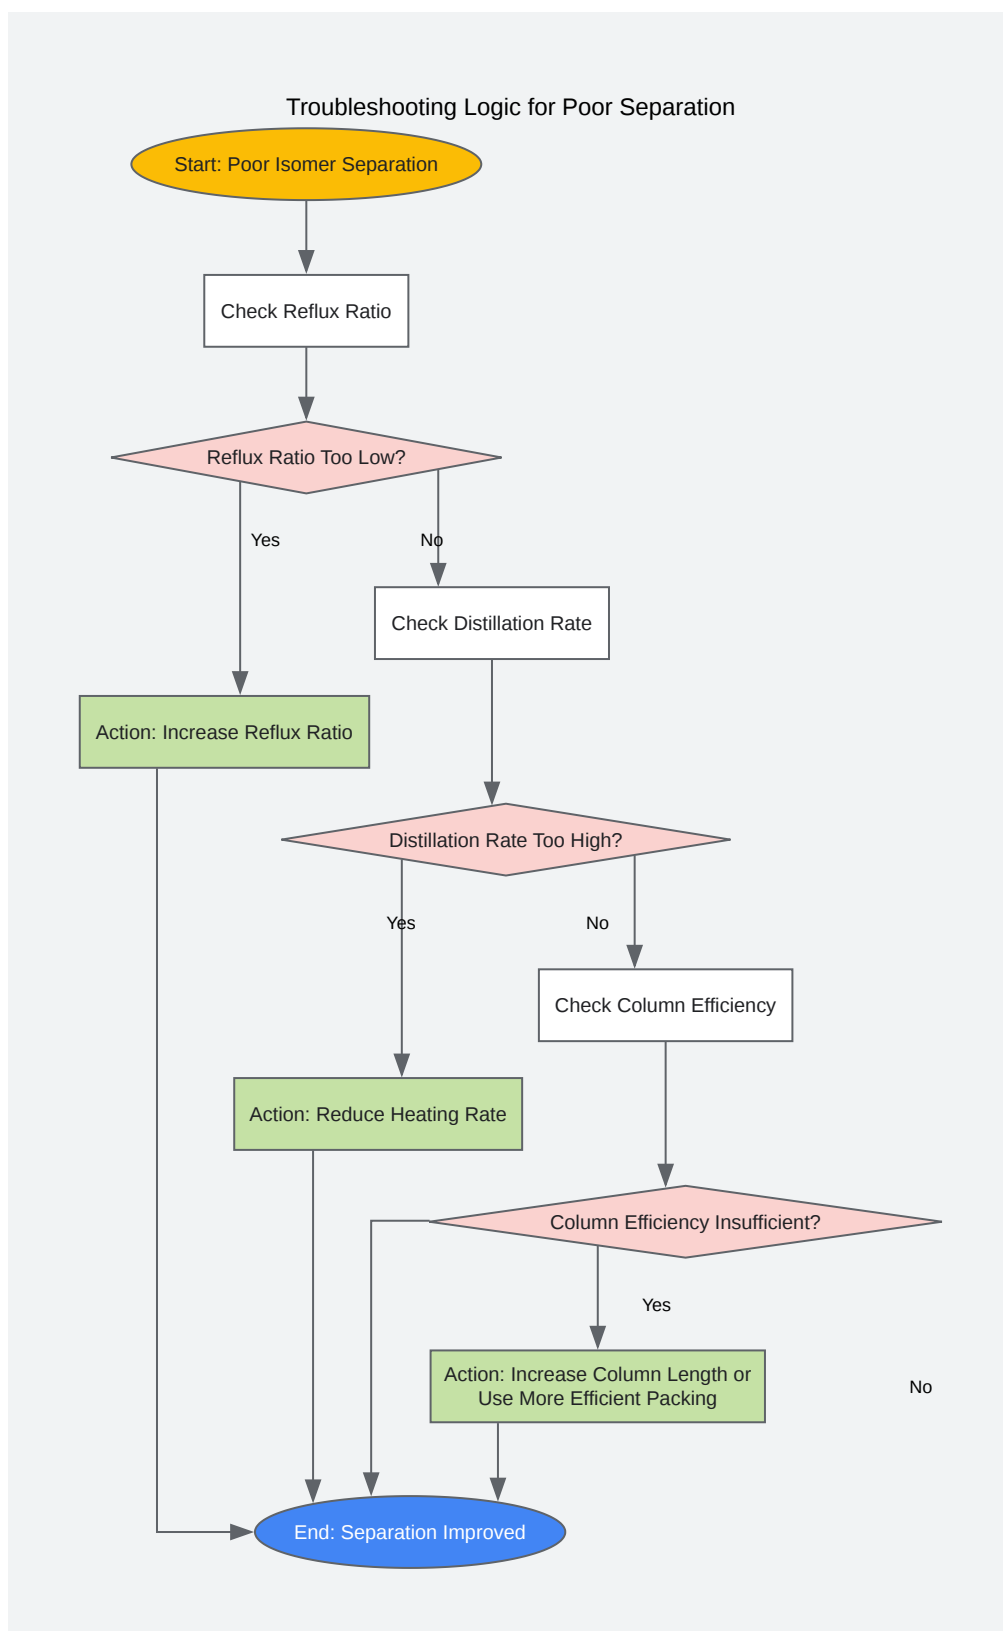 Troubleshooting Logic for Poor Separation
Start: Poor Isomer Separation
Check Reflux Ratio
Reflux Ratio Too Low?
Yes
No
Check Distillation Rate
Action: Increase Reflux Ratio
Distillation Rate Too High?
Yes
No
Check Column Efficiency
Action: Reduce Heating Rate
Column Efficiency Insufficient?
Yes
Action: Increase Column Length or
Use More Efficient Packing
No
End: Separation Improved